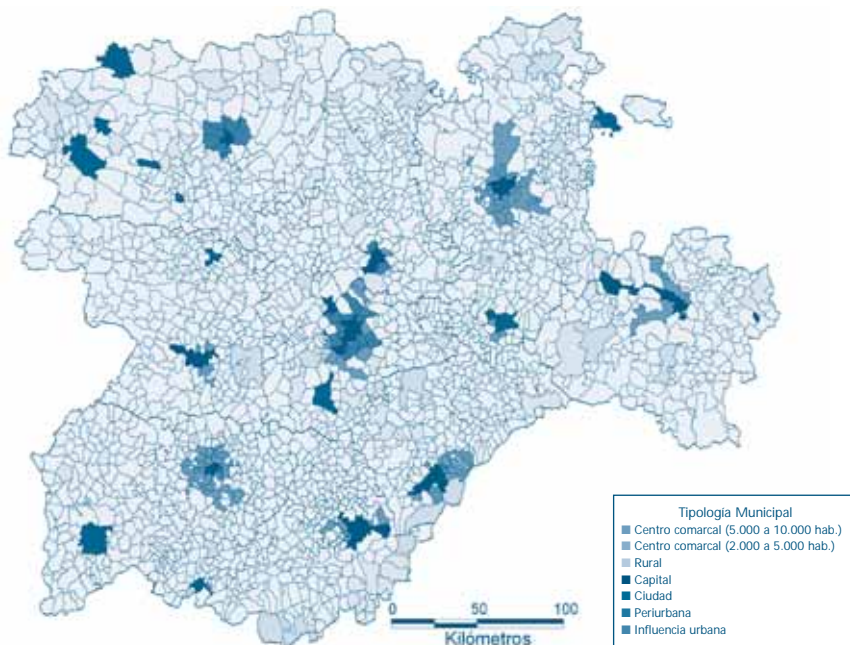 Tipología Municipal
Centro comarcal (5.000 a 10.000 hab.)
Centro comarcal (2.000 a 5.000 hab.)
Rural
Capital
Ciudad
Periurbana
Influencia urbana
0 50 100
Kilómetros